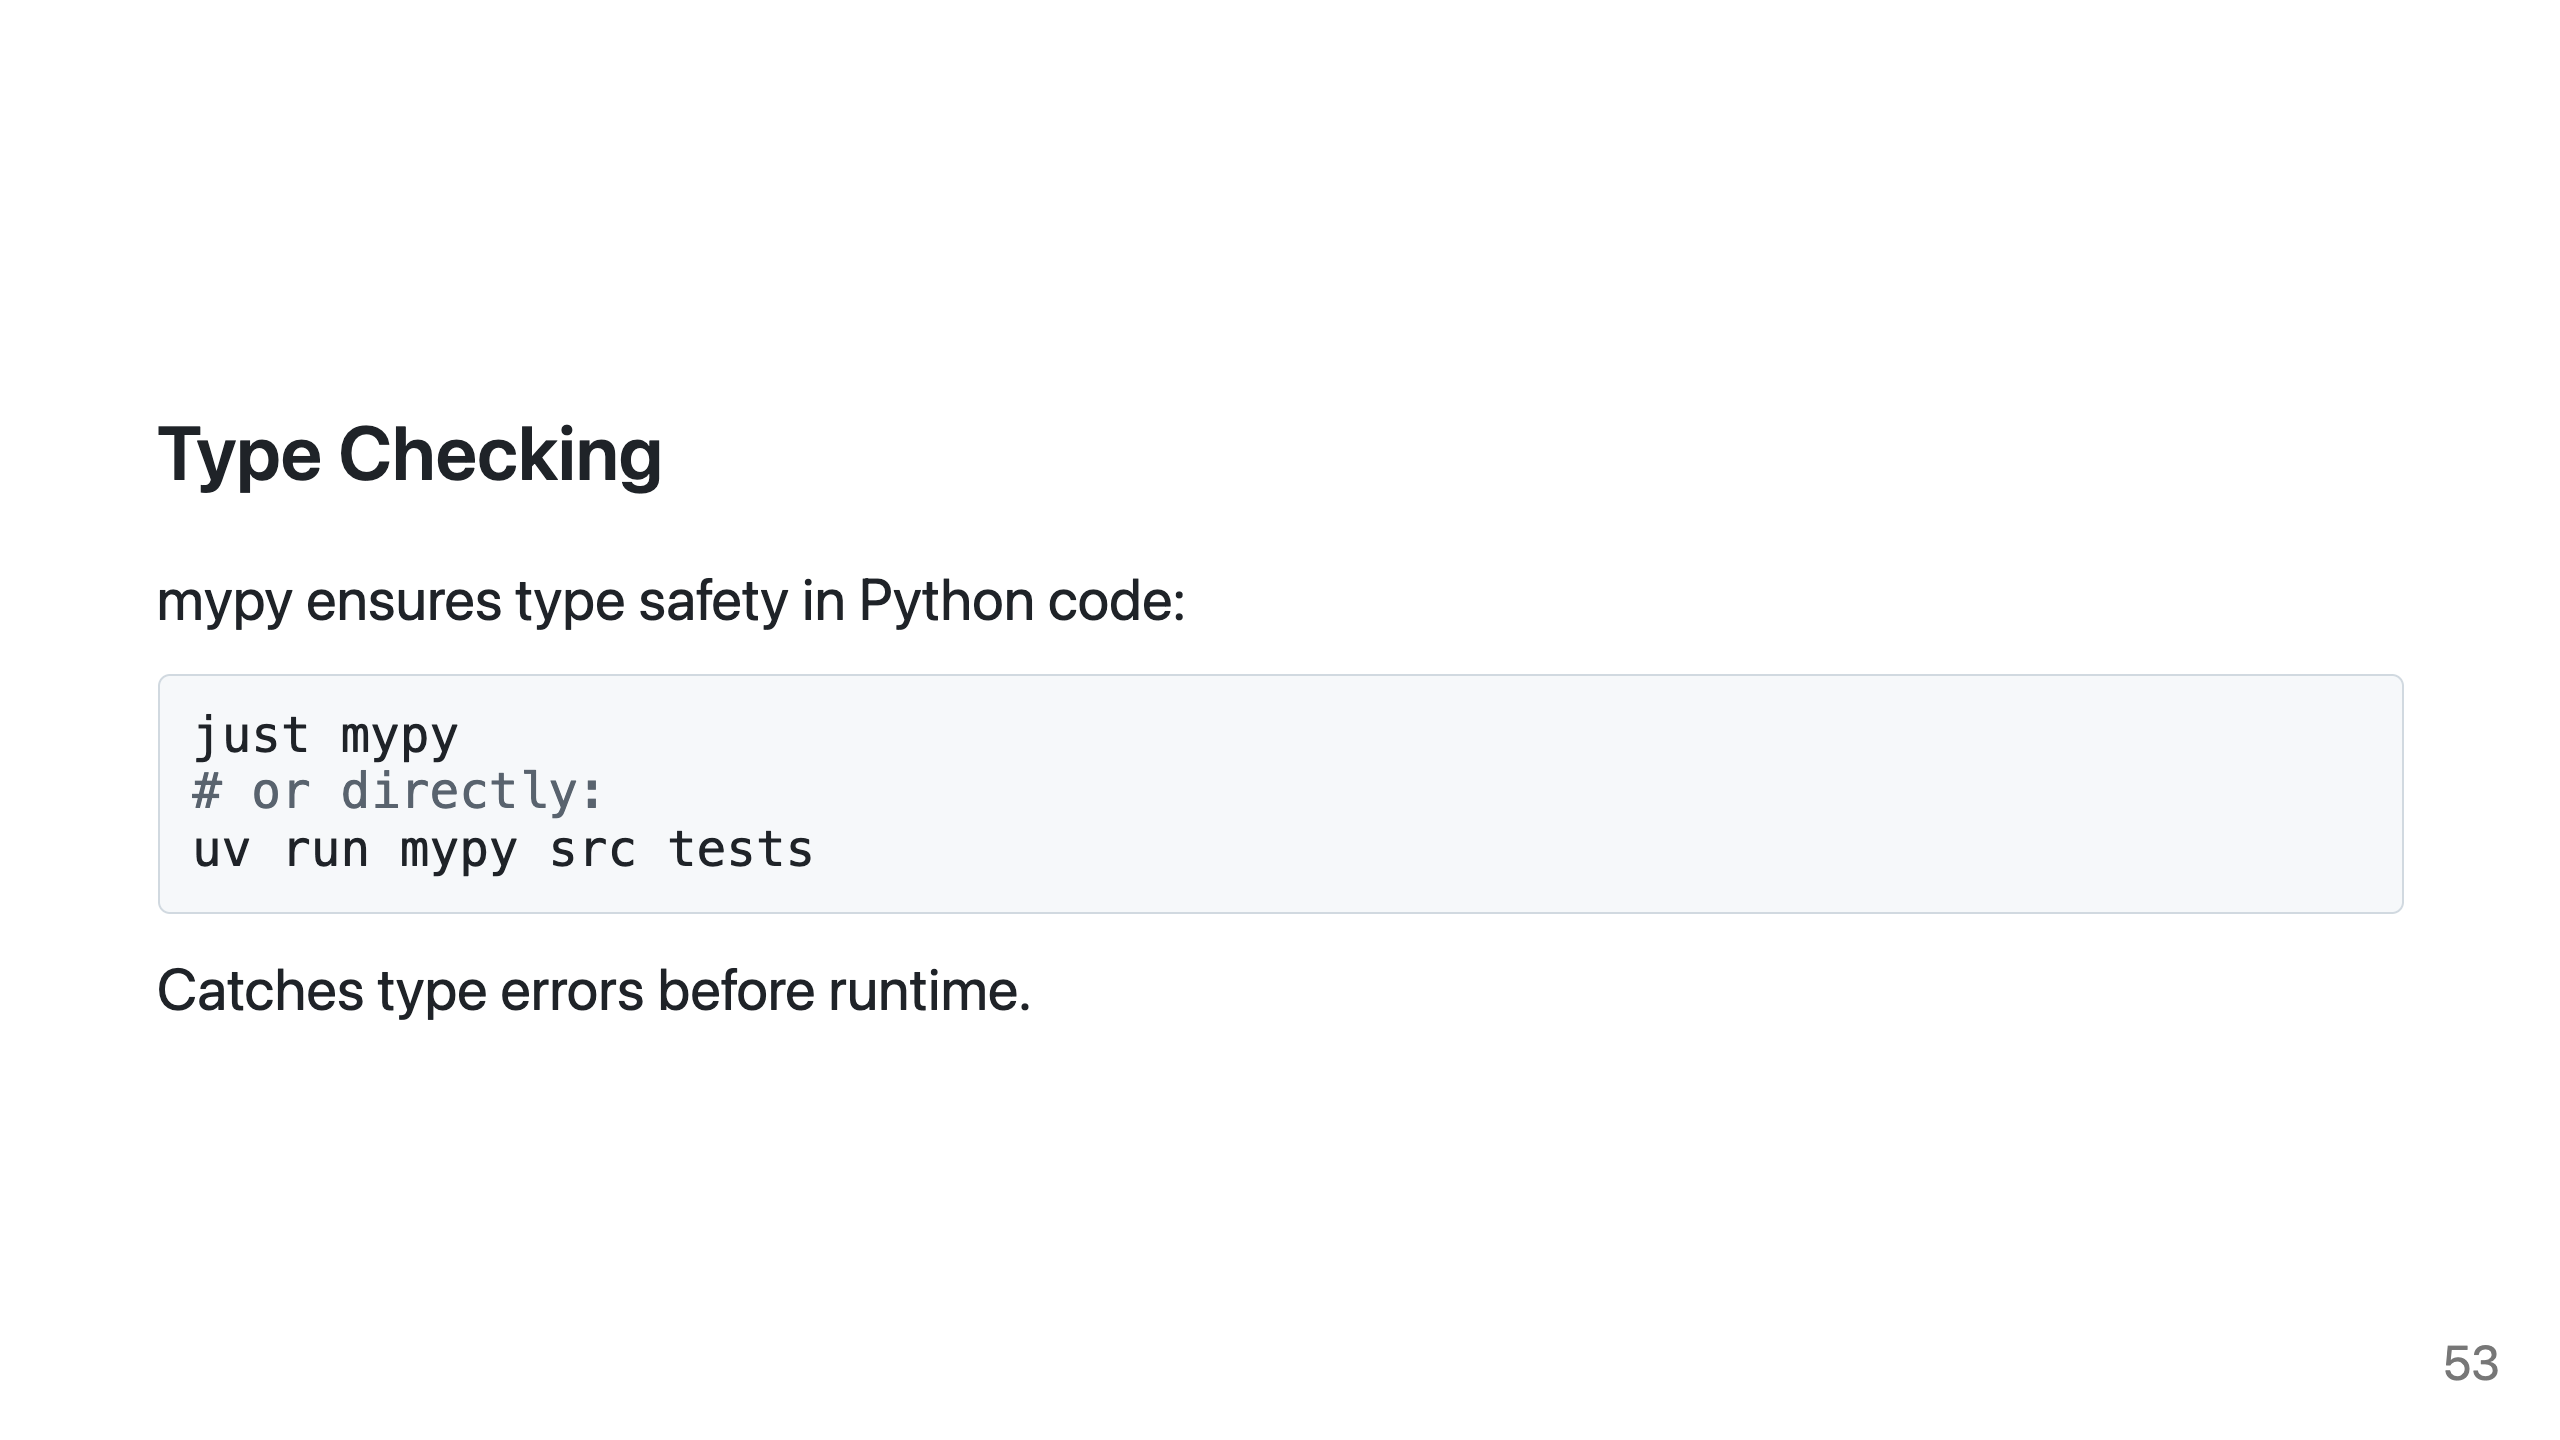 Type Checking
mypy ensures type safety in Python code:
just mypy
# or directly:
uv run mypy src tests
Catches type errors before runtime.
53